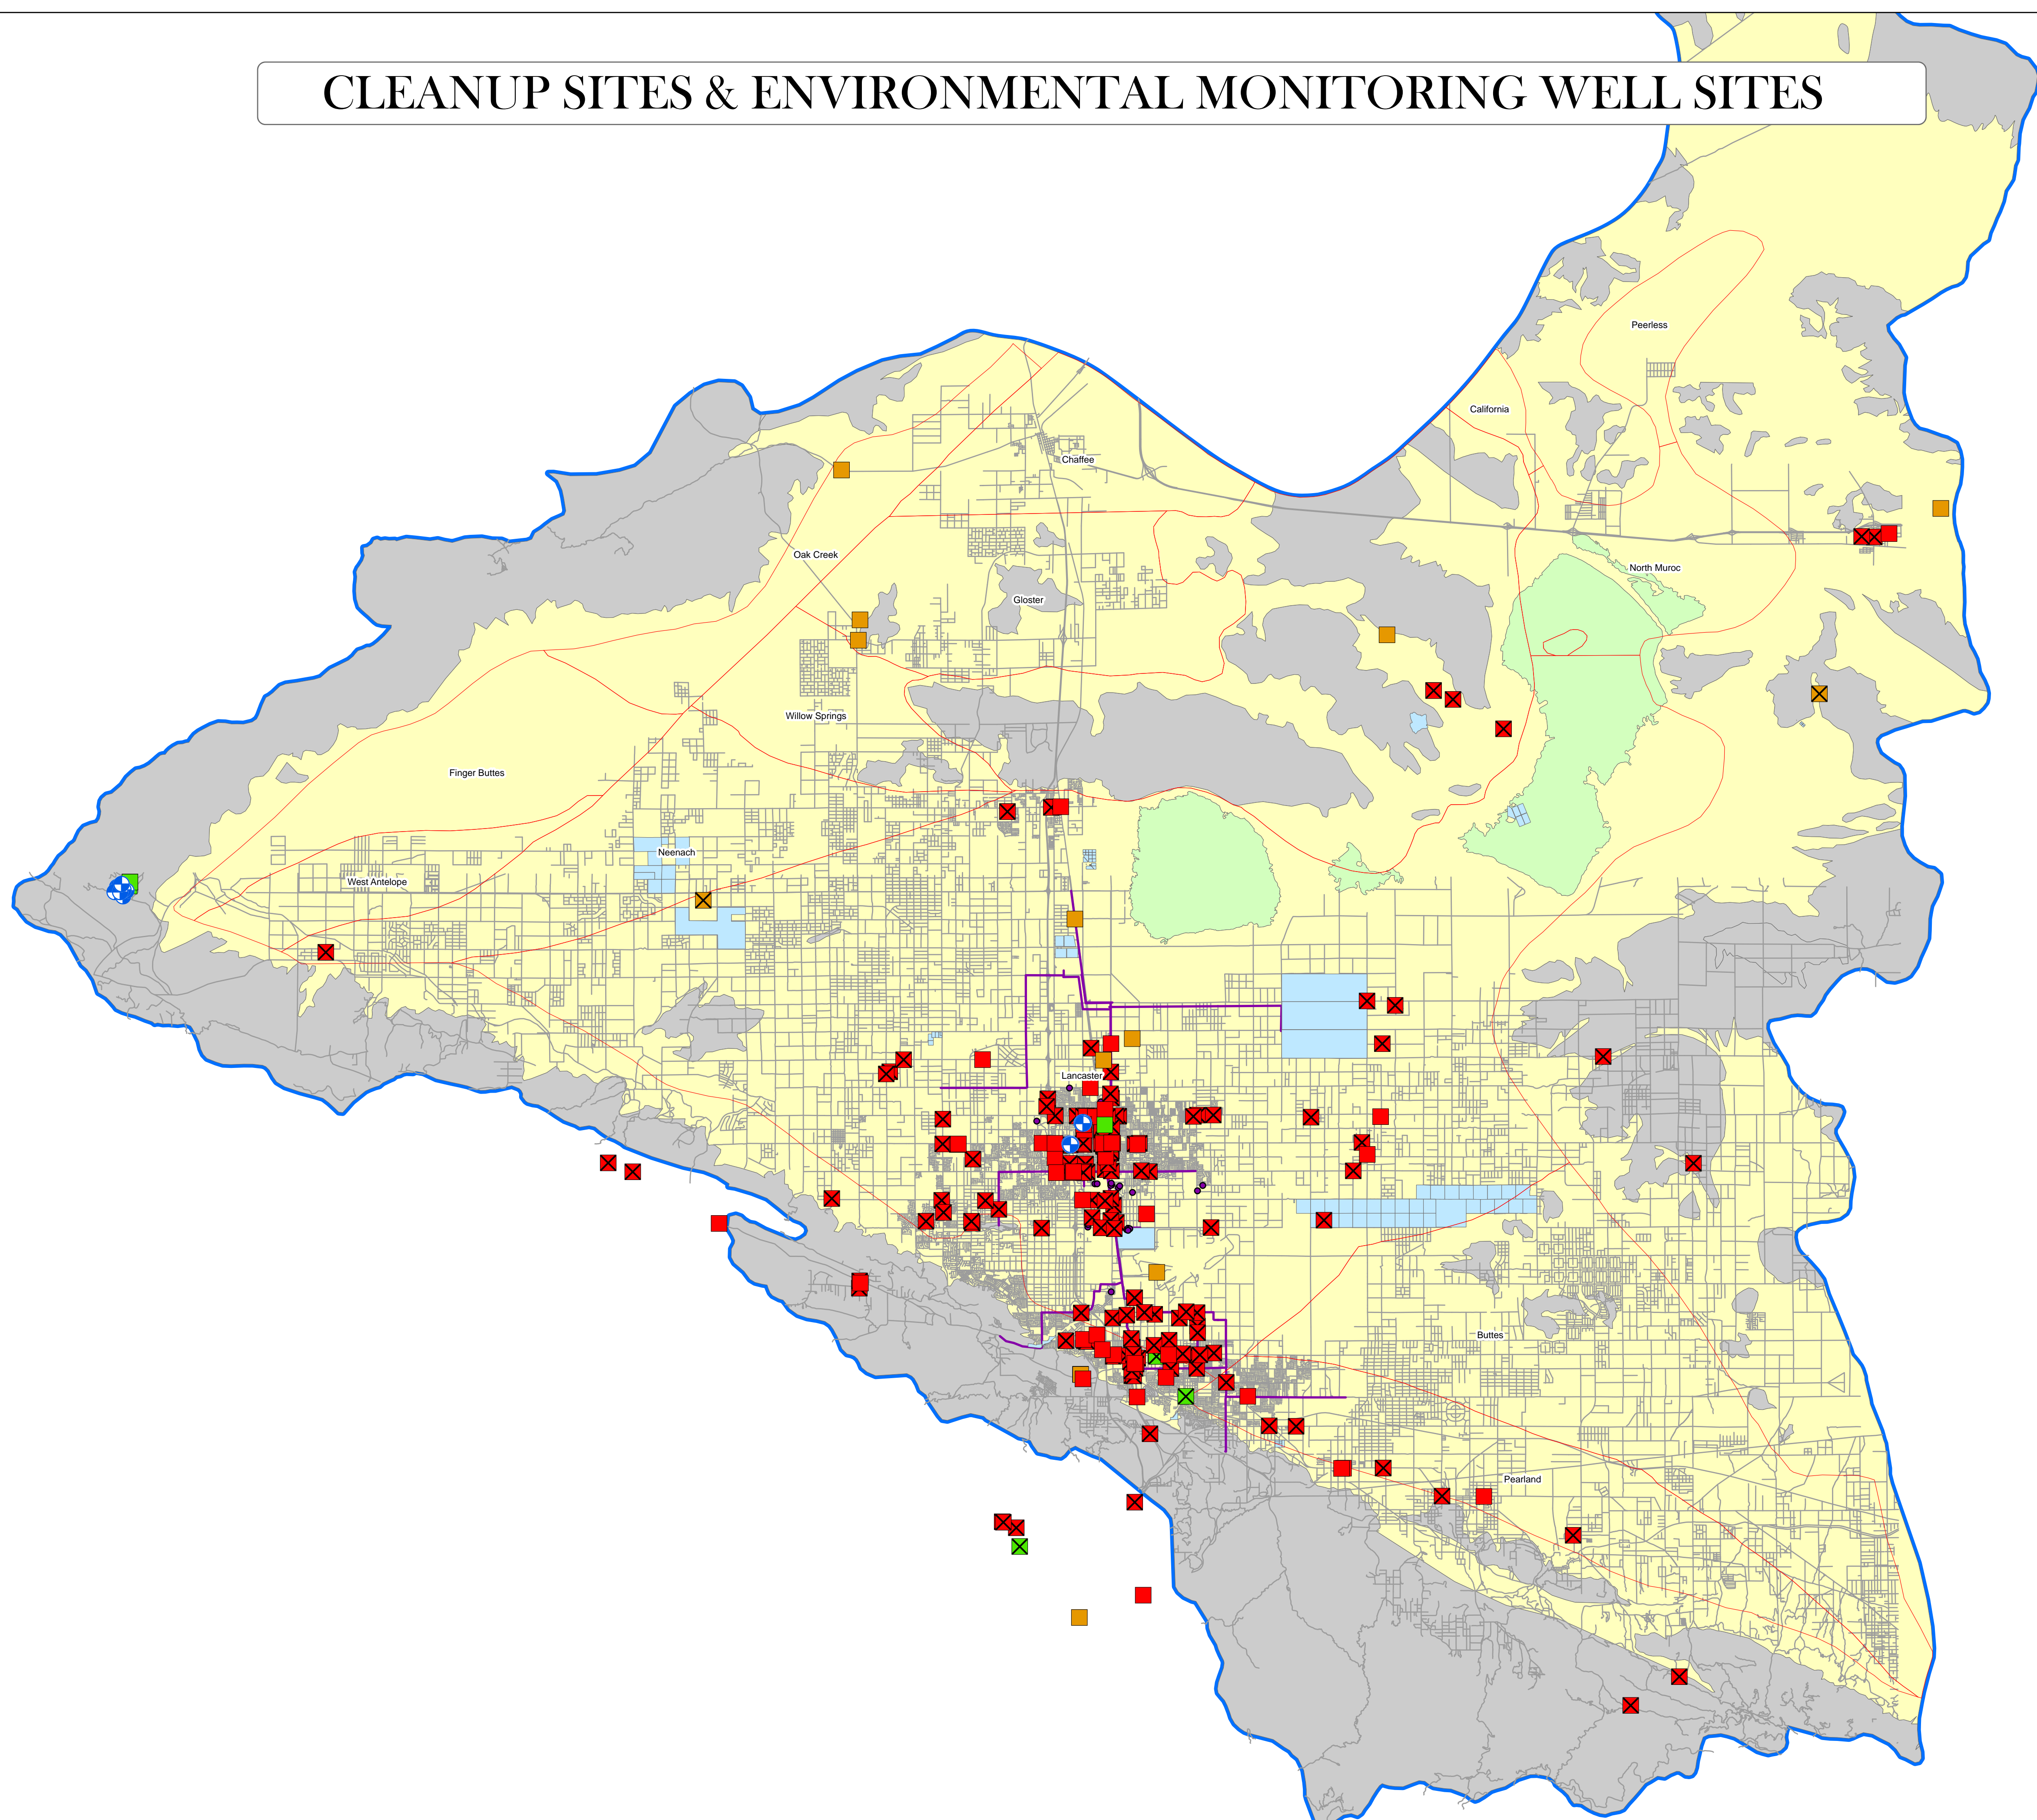 CLEANUP SITES & ENVIRONMENTAL MONITORING WELL SITES
Peerless
California
Chaffee
Oak Creek
North Muroc
Gloster
Willow Springs
Finger Buttes
Neenach
West Antelope
Lancaster
Buttes
Pearland